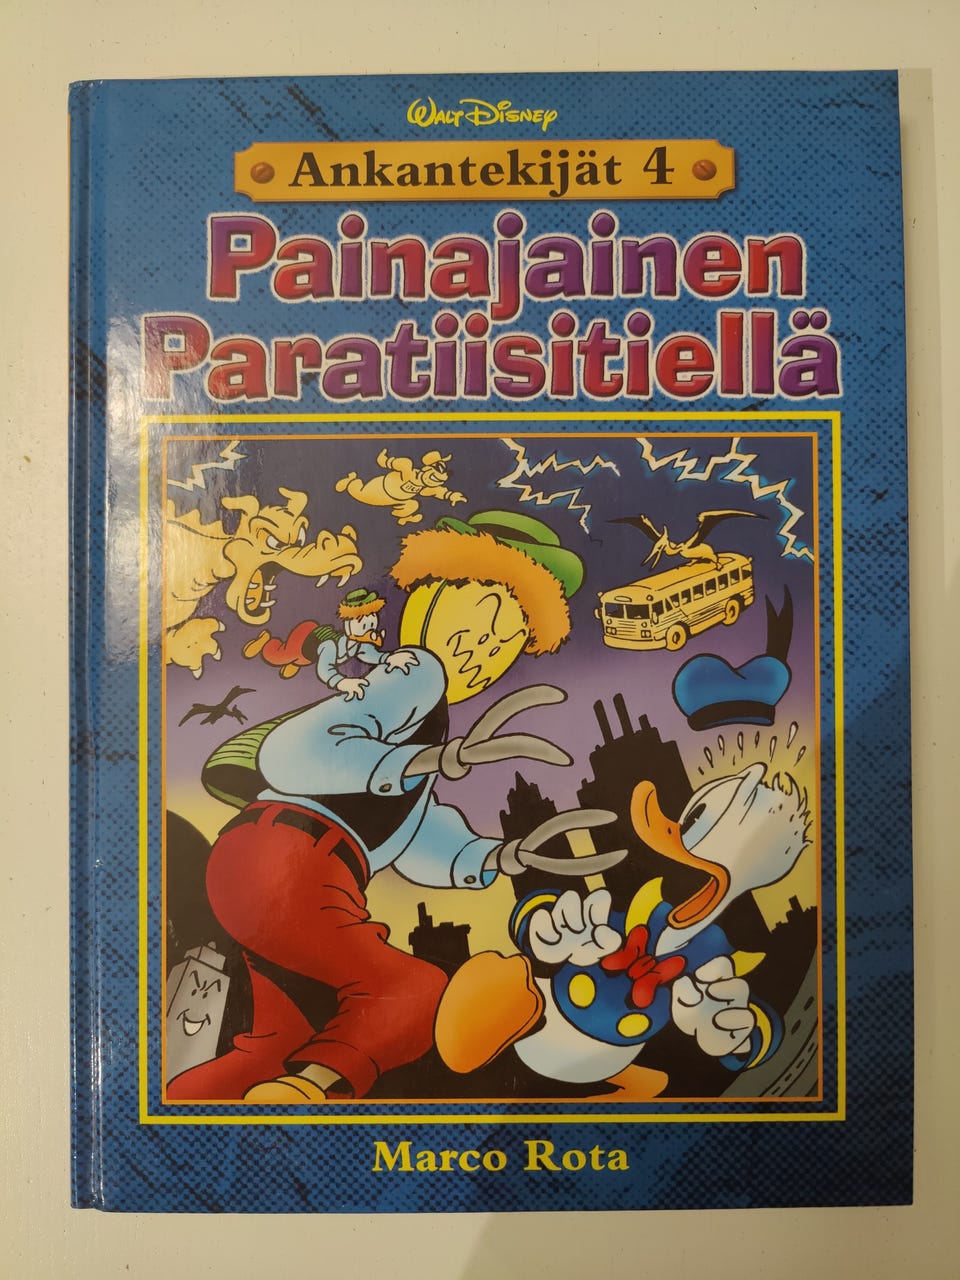 Walt Disney
Ankantekijät 4
Painajainen
Paratiisitiellä
Marco Rota